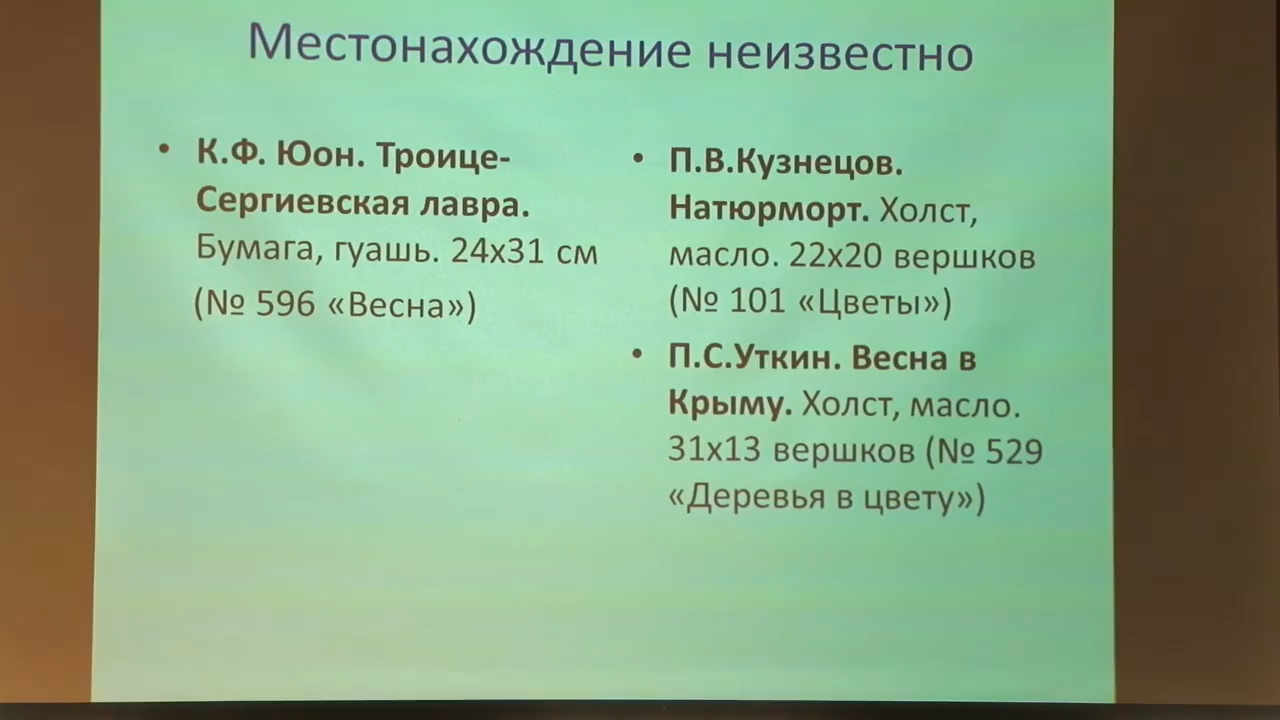 Местонахождение неизвестно
• К.Ф. Юон. Троице-
Сергиевская лавра.
Бумага, гуашь. 24х31 см
(№ 596 «Весна»)
• П.В.Кузнецов.
Натюрморт. Холст,
масло. 22х20 вершков
(№ 101 «Цветы»)
• П.С.Уткин. Весна в
Крыму. Холст, масло.
31х13 вершков (№ 529
«Деревья в цвету»)